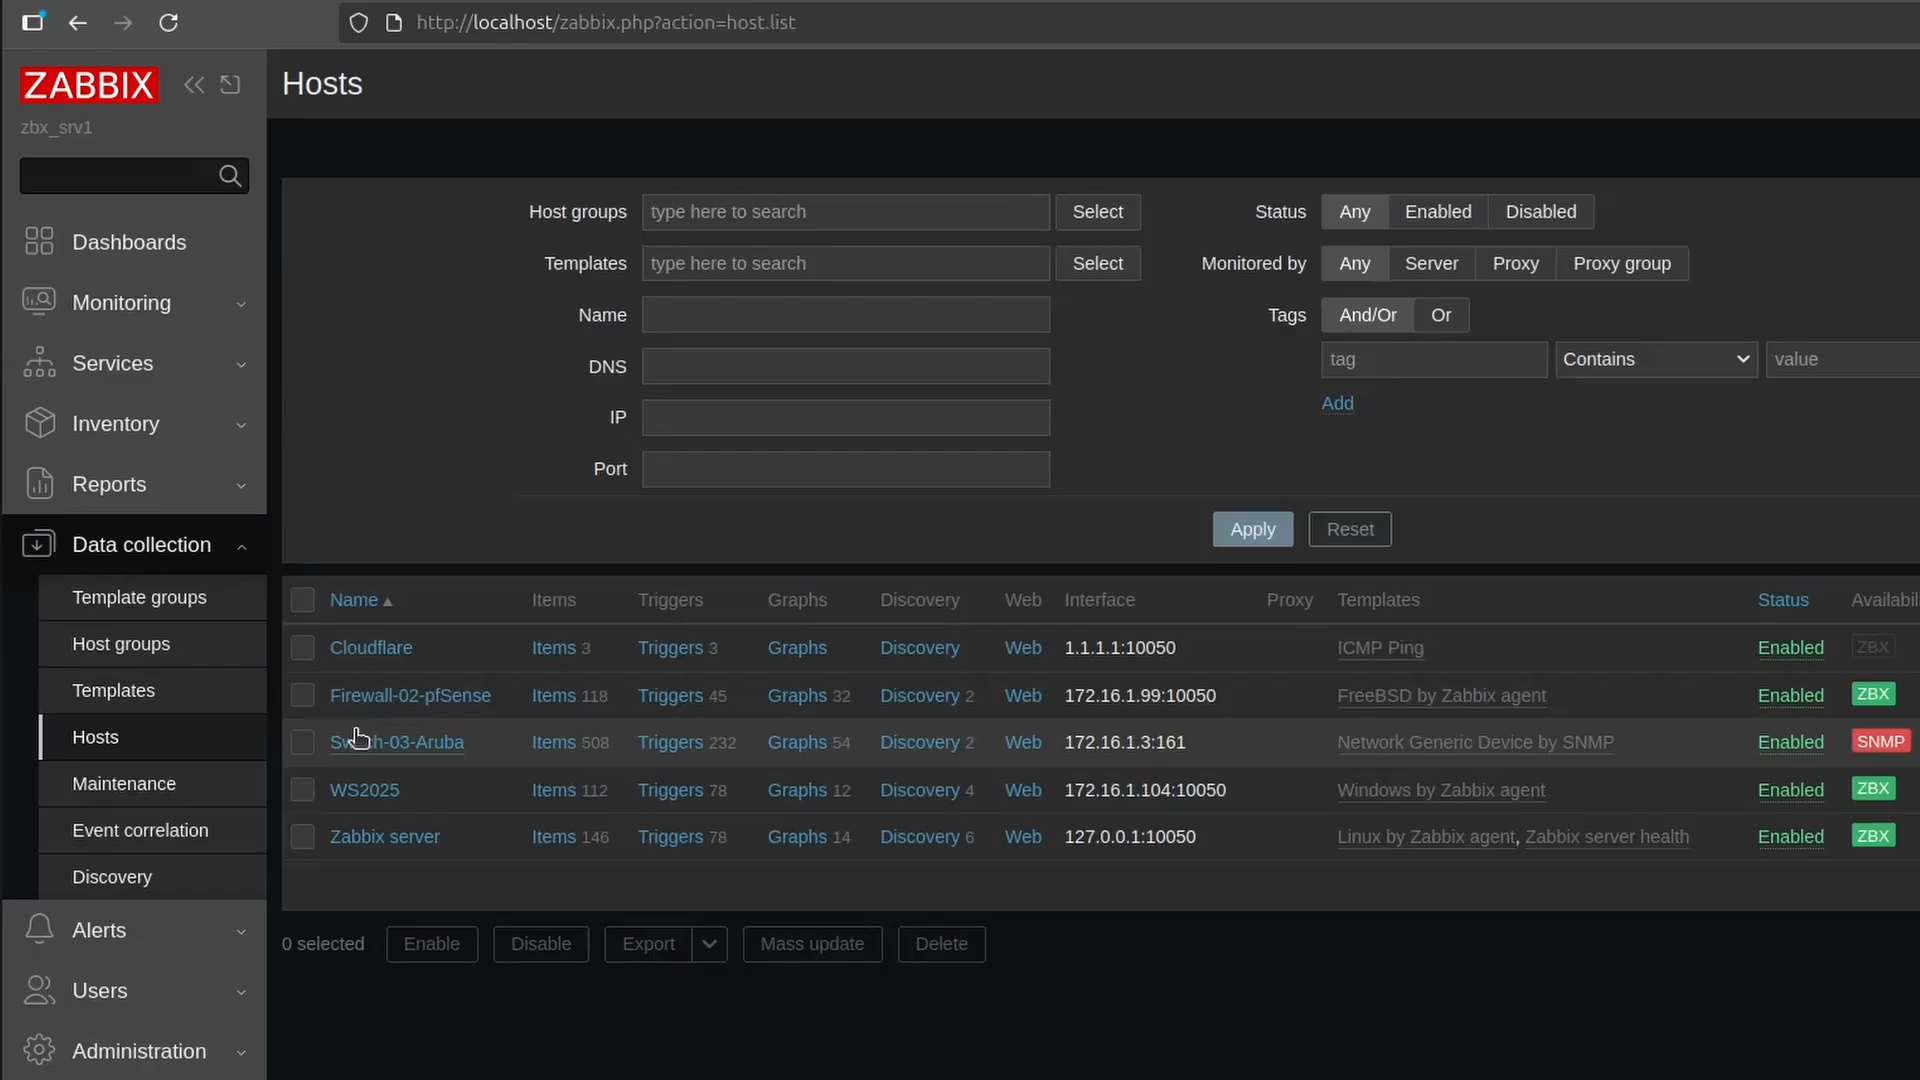 http://localhost/zabbix.php?action=host.list
ZABBIX
zbx_srv1
Dashboards
Monitoring
Services
Inventory
Reports
Data collection
Template groups
Host groups
Templates
Hosts
Maintenance
Event correlation
Discovery
Alerts
Users
Administration
Hosts
Host groups type here to search Select
Templates type here to search Select
Name
DNS
IP
Port
Status Any Enabled Disabled
Monitored by Any Server Proxy Proxy group
Tags And/Or Or
tag Contains value
Add
Apply Reset
Name ▲ Items Triggers Graphs Discovery Web Interface Proxy Templates Status Availabil
Cloudflare Items 3 Triggers 3 Graphs Discovery Web 1.1.1.1:10050 ICMP Ping Enabled ZBX
Firewall-02-pfSense Items 118 Triggers 45 Graphs 32 Discovery 2 Web 172.16.1.99:10050 FreeBSD by Zabbix agent Enabled ZBX
Switch-03-Aruba Items 508 Triggers 232 Graphs 54 Discovery 2 Web 172.16.1.3:161 Network Generic Device by SNMP Enabled SNMP
WS2025 Items 112 Triggers 78 Graphs 12 Discovery 4 Web 172.16.1.104:10050 Windows by Zabbix agent Enabled ZBX
Zabbix server Items 146 Triggers 78 Graphs 14 Discovery 6 Web 127.0.0.1:10050 Linux by Zabbix agent, Zabbix server health Enabled ZBX
0 selected Enable Disable Export Mass update Delete